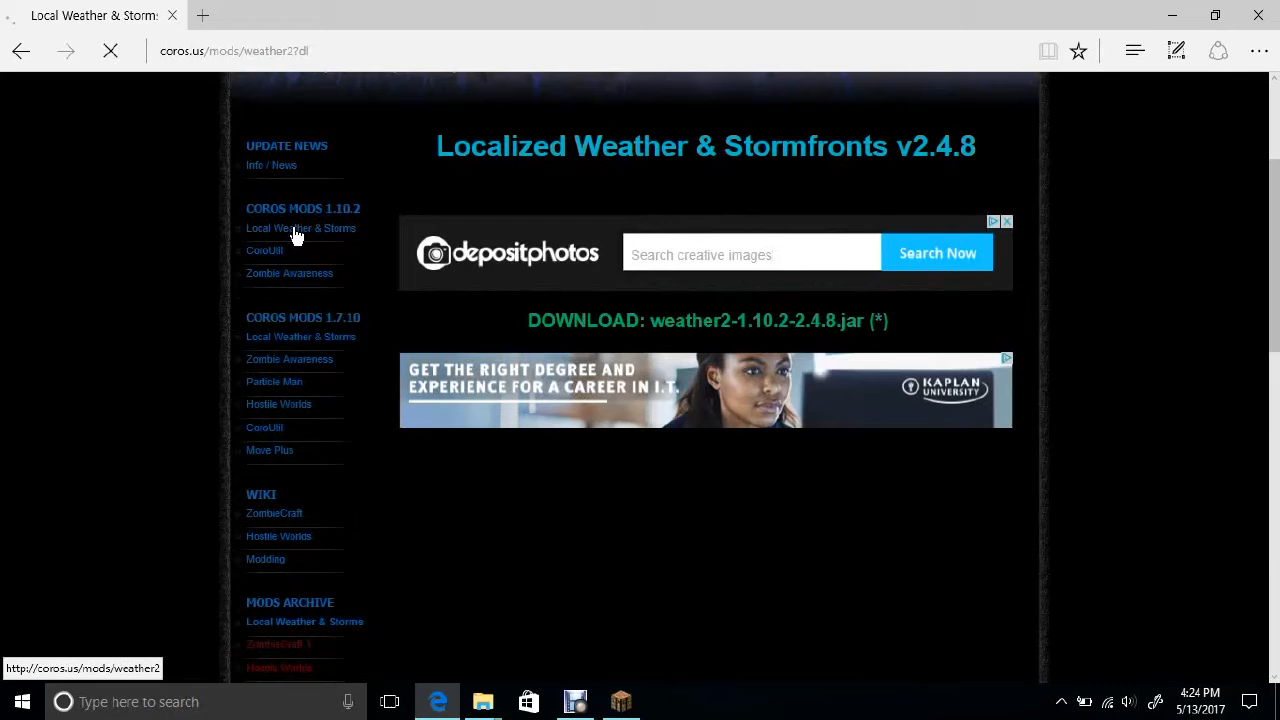 Local Weather & Storms
coros.us/mods/weather2?dl
Localized Weather & Stormfronts v2.4.8
UPDATE NEWS
Info / News
COROS MODS 1.10.2
Local Weather & Storms
CoroUtil
Zombie Awareness
COROS MODS 1.7.10
Local Weather & Storms
Zombie Awareness
Particle Man
Hostile Worlds
CoroUtil
Move Plus
WIKI
ZombieCraft
Hostile Worlds
Modding
MODS ARCHIVE
Local Weather & Storms
depositphotos
Search creative images
Search Now
DOWNLOAD: weather2-1.10.2-2.4.8.jar (*)
GET THE RIGHT DEGREE AND
EXPERIENCE FOR A CAREER IN I.T.
KAPLAN
UNIVERSITY
http://coros.us/mods/weather2
Type here to search
4:24 PM
5/13/2017